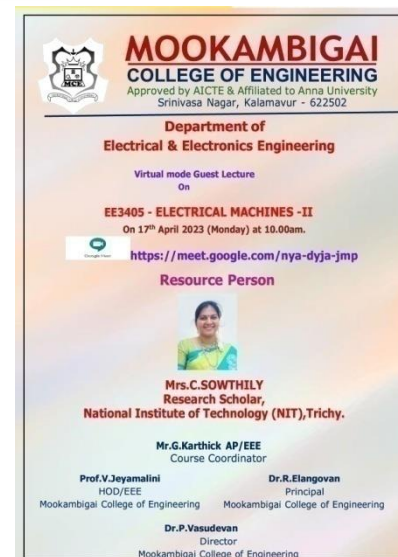 MOOKAMBIGAI
COLLEGE OF ENGINEERING
Approved by AICTE & Affiliated to Anna University
Srinivasa Nagar, Kalamavur - 622502
Department of
Electrical & Electronics Engineering
Virtual mode Guest Lecture
On
EE3405 - ELECTRICAL MACHINES -II
On 17th April 2023 (Monday) at 10.00am.
Google Meet
https://meet.google.com/nya-dyja-jmp
Resource Person
Mrs.C.SOWTHILY
Research Scholar,
National Institute of Technology (NIT),Trichy.
Mr.G.Karthick AP/EEE
Course Coordinator
Prof.V.Jeyamalini
HOD/EEE
Mookambigai College of Engineering
Dr.R.Elangovan
Principal
Mookambigai College of Engineering
Dr.P.Vasudevan
Director
Mookambigai College of Engineering